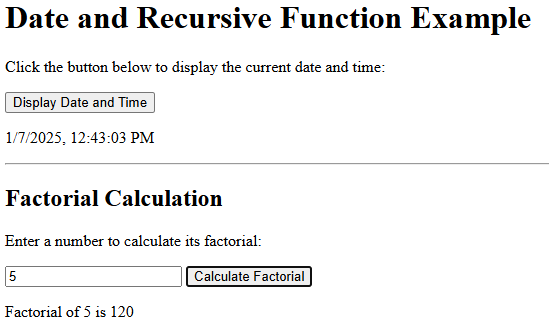 Date and Recursive Function Example
Click the button below to display the current date and time:
Display Date and Time
1/7/2025, 12:43:03 PM
Factorial Calculation
Enter a number to calculate its factorial:
5 Calculate Factorial
Factorial of 5 is 120